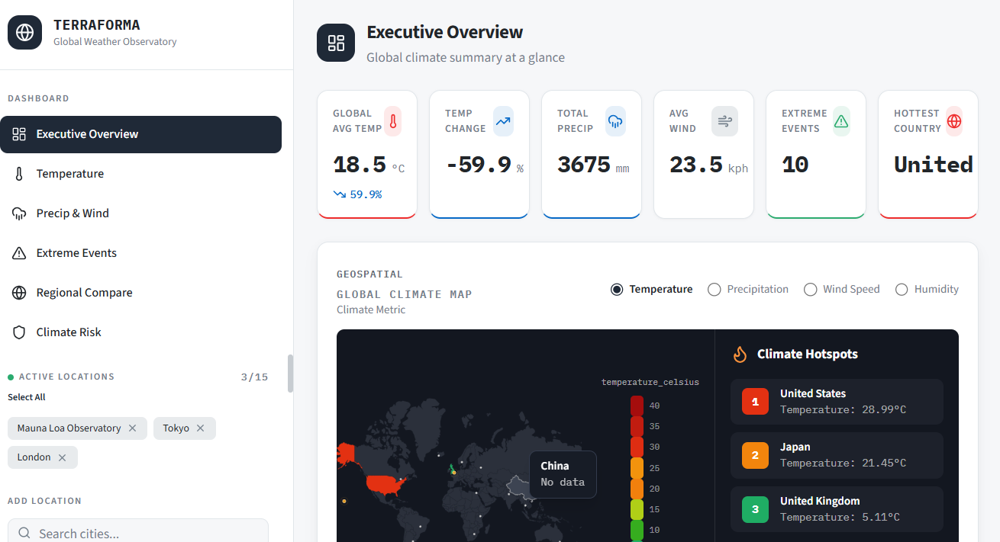 TERRAFORMA
Global Weather Observatory
DASHBOARD
Executive Overview
Temperature
Precip & Wind
Extreme Events
Regional Compare
Climate Risk
ACTIVE LOCATIONS 3/15
Select All
Mauna Loa Observatory Tokyo
London
ADD LOCATION
Search cities...
Executive Overview
Global climate summary at a glance
GLOBAL
AVG TEMP
18.5 °C
59.9%
TEMP
CHANGE
-59.9 %
TOTAL
PRECIP
3675 mm
AVG
WIND
23.5 kph
EXTREME
EVENTS
10
HOTTEST
COUNTRY
United
GEOSPATIAL
GLOBAL CLIMATE MAP
Climate Metric
Temperature Precipitation Wind Speed Humidity
temperature_celsius
40
35
30
25
20
15
10
China
No data
Climate Hotspots
1
United States
Temperature: 28.99°C
2
Japan
Temperature: 21.45°C
3
United Kingdom
Temperature: 5.11°C